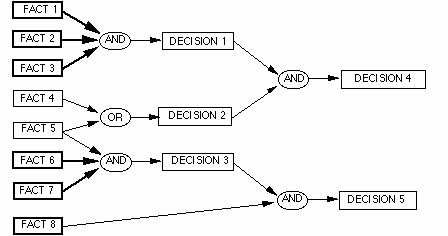 FACT 1
FACT 2
AND
DECISION 1
FACT 3
AND
DECISION 4
FACT 4
OR
DECISION 2
FACT 5
FACT 6
AND
DECISION 3
FACT 7
AND
DECISION 5
FACT 8